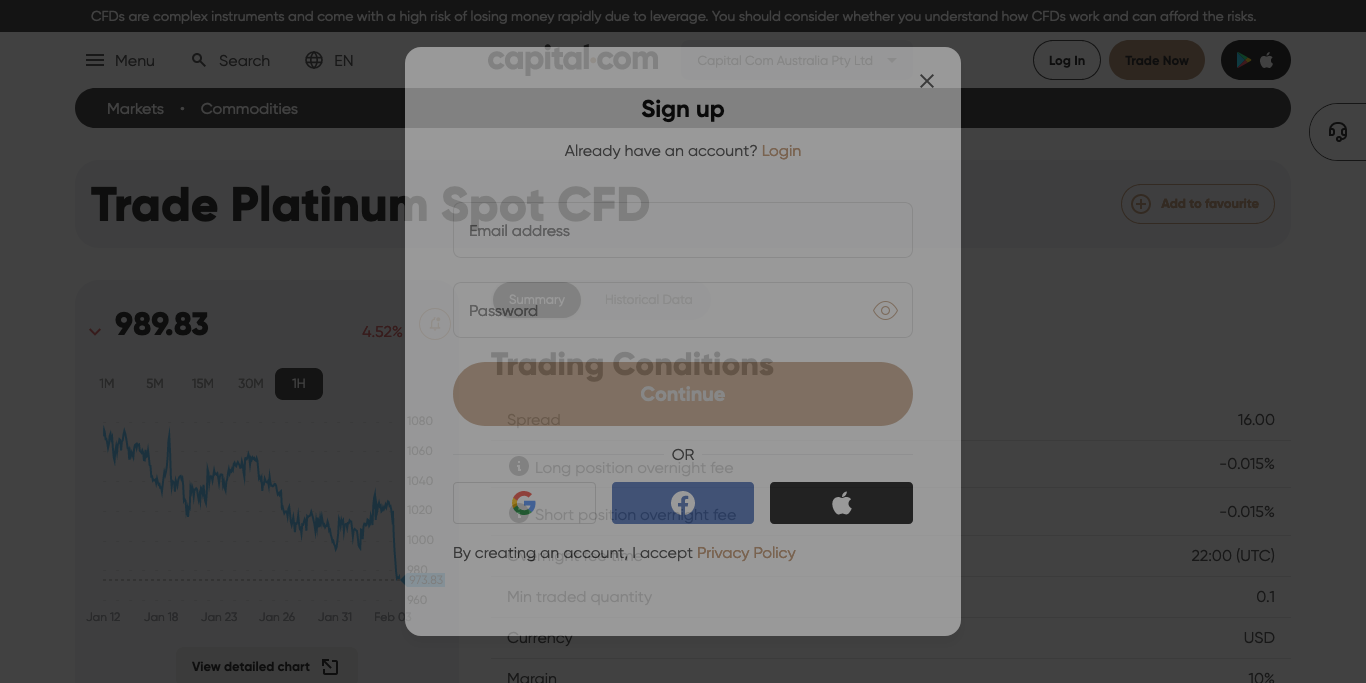 CFDs are complex instruments and come with a high risk of losing money rapidly due to leverage. You should consider whether you understand how CFDs work and can afford the risks.
Menu Search EN
capital.com
Capital Com Australia Pty Ltd
Log In
Trade Now
Markets • Commodities
Sign up
Already have an account? Login
Trade Platinum Spot CFD
Add to favourite
Email address
Password
Continue
OR
By creating an account, I accept Privacy Policy
989.83
4.52%
1M 5M 15M 30M 1H
1080
1060
1040
1020
1000
980
973.83
960
Jan 12 Jan 18 Jan 23 Jan 26 Jan 31 Feb 03
View detailed chart
Summary Historical Data
Trading Conditions
Spread 16.00
Long position overnight fee -0.015%
Short position overnight fee -0.015%
Overnight fee time 22:00 (UTC)
Min traded quantity 0.1
Currency USD
Margin 10%